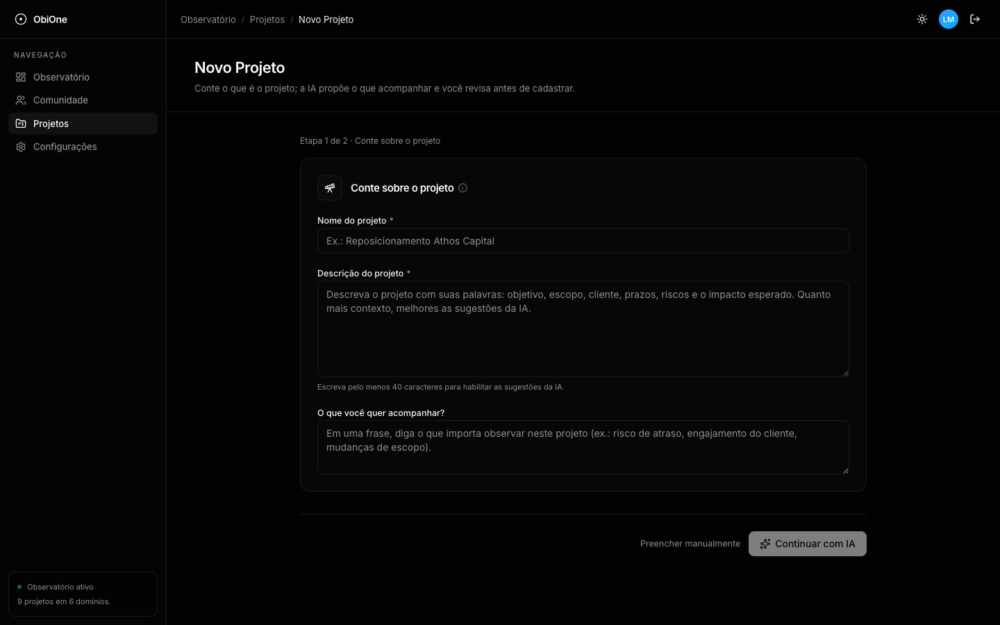 ObiOne
Observatório / Projetos / Novo Projeto
LM
NAVEGAÇÃO
Observatório
Comunidade
Projetos
Configurações
Novo Projeto
Conte o que é o projeto; a IA propõe o que acompanhar e você revisa antes de cadastrar.
Etapa 1 de 2 · Conte sobre o projeto
Conte sobre o projeto
Nome do projeto *
Ex.: Reposicionamento Athos Capital
Descrição do projeto *
Descreva o projeto com suas palavras: objetivo, escopo, cliente, prazos, riscos e o impacto esperado. Quanto
mais contexto, melhores as sugestões da IA.
Escreva pelo menos 40 caracteres para habilitar as sugestões da IA.
O que você quer acompanhar?
Em uma frase, diga o que importa observar neste projeto (ex.: risco de atraso, engajamento do cliente,
mudanças de escopo).
Preencher manualmente
Continuar com IA
Observatório ativo
9 projetos em 6 domínios.